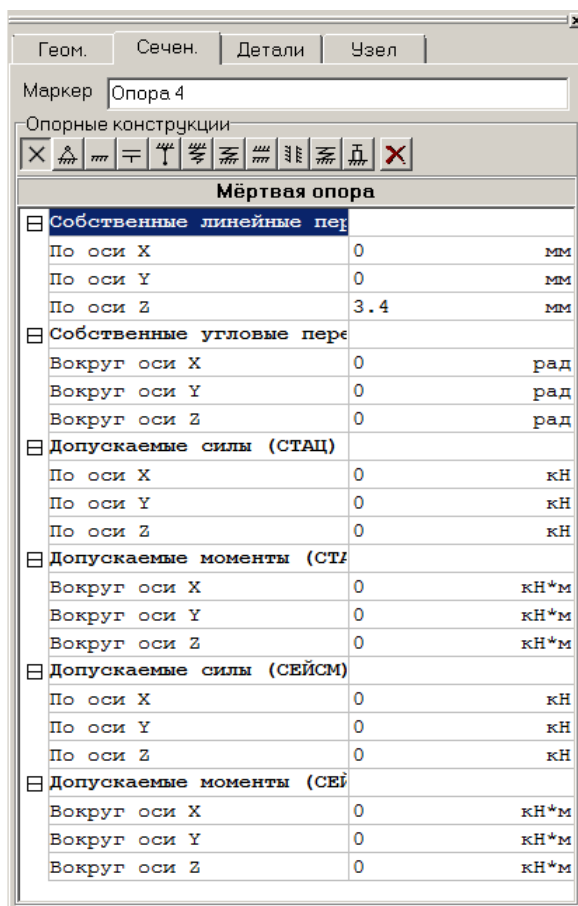 Геом. Сечен. Детали Узел
Маркер Опора 4
Опорные конструкции
Мёртвая опора
Собственные линейные пер
По оси X 0 мм
По оси Y 0 мм
По оси Z 3.4 мм
Собственные угловые пере
Вокруг оси X 0 рад
Вокруг оси Y 0 рад
Вокруг оси Z 0 рад
Допускаемые силы (СТАЦ)
По оси X 0 кН
По оси Y 0 кН
По оси Z 0 кН
Допускаемые моменты (СТА
Вокруг оси X 0 кН*м
Вокруг оси Y 0 кН*м
Вокруг оси Z 0 кН*м
Допускаемые силы (СЕЙСМ)
По оси X 0 кН
По оси Y 0 кН
По оси Z 0 кН
Допускаемые моменты (СЕЙ
Вокруг оси X 0 кН*м
Вокруг оси Y 0 кН*м
Вокруг оси Z 0 кН*м